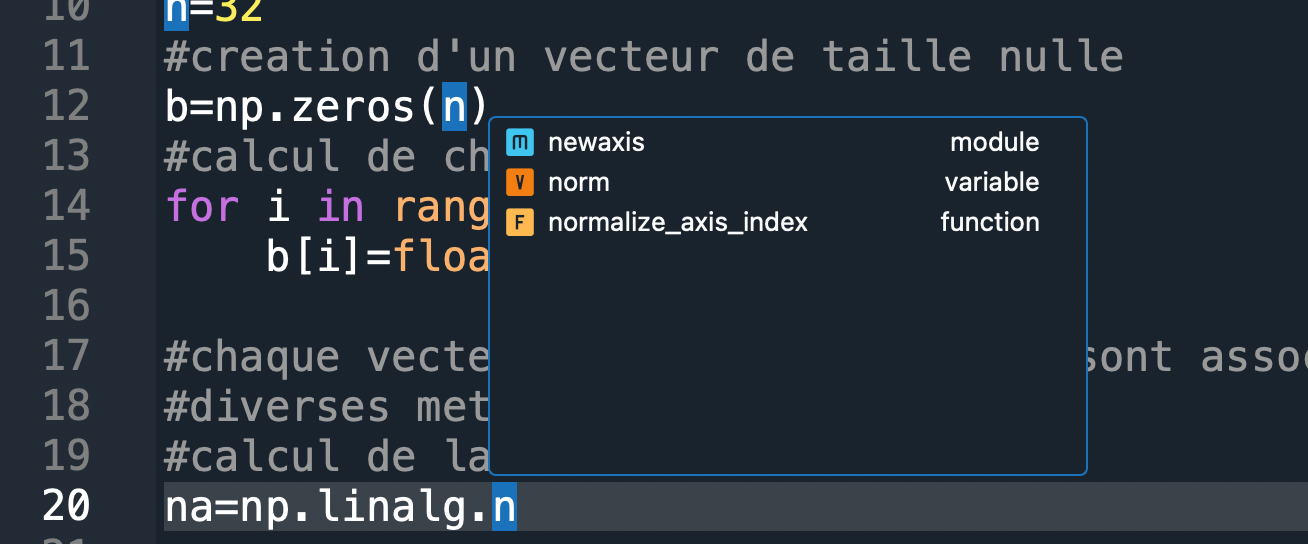 10 n=32
11 #creation d'un vecteur de taille nulle
12 b=np.zeros(n)
newaxis module
13 #calcul de ch
norm variable
14 for i in rang
normalize_axis_index function
15 b[i]=floa
16
17 #chaque vecte sont asso
18 #diverses met
19 #calcul de la
20 na=np.linalg.n